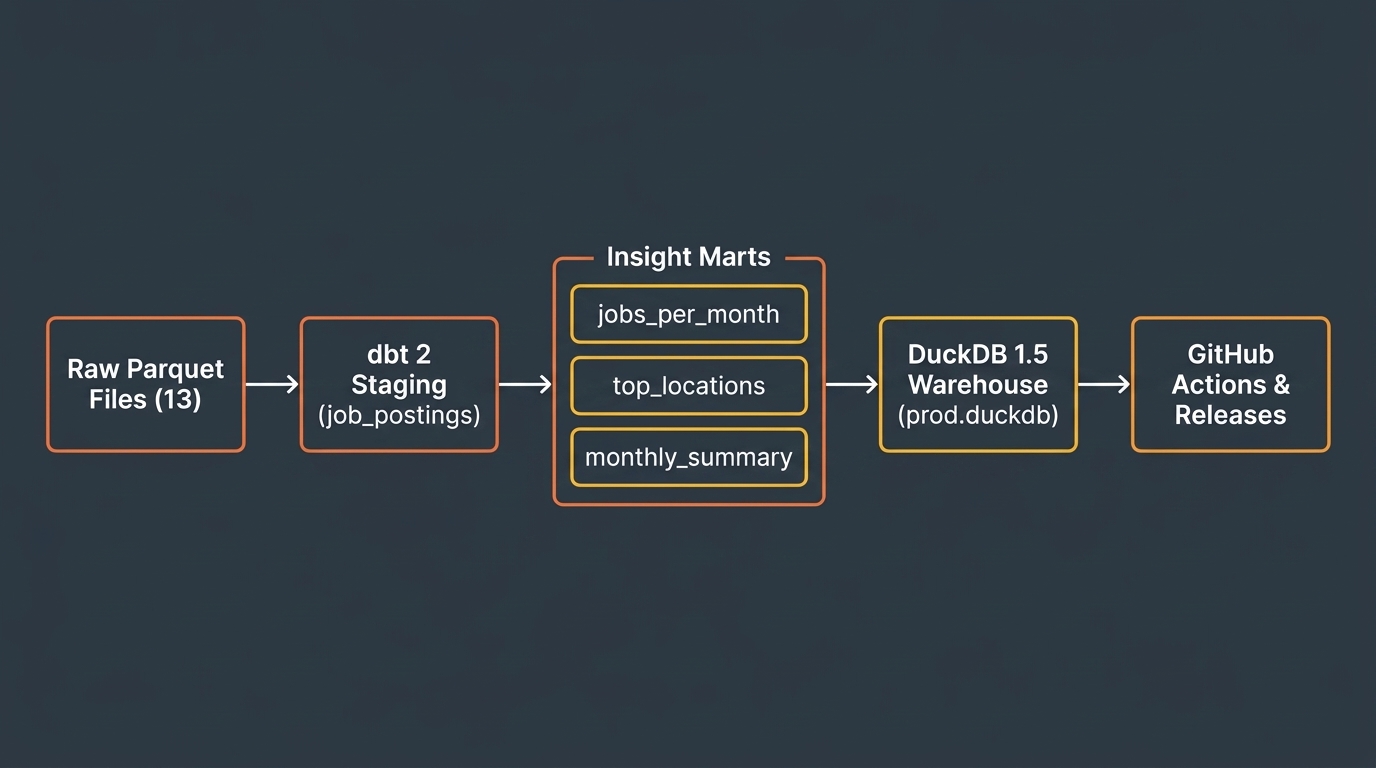 Raw Parquet
Files (13)
dbt 2
Staging
(job_postings)
Insight Marts
jobs_per_month
top_locations
monthly_summary
DuckDB 1.5
Warehouse
(prod.duckdb)
GitHub
Actions &
Releases